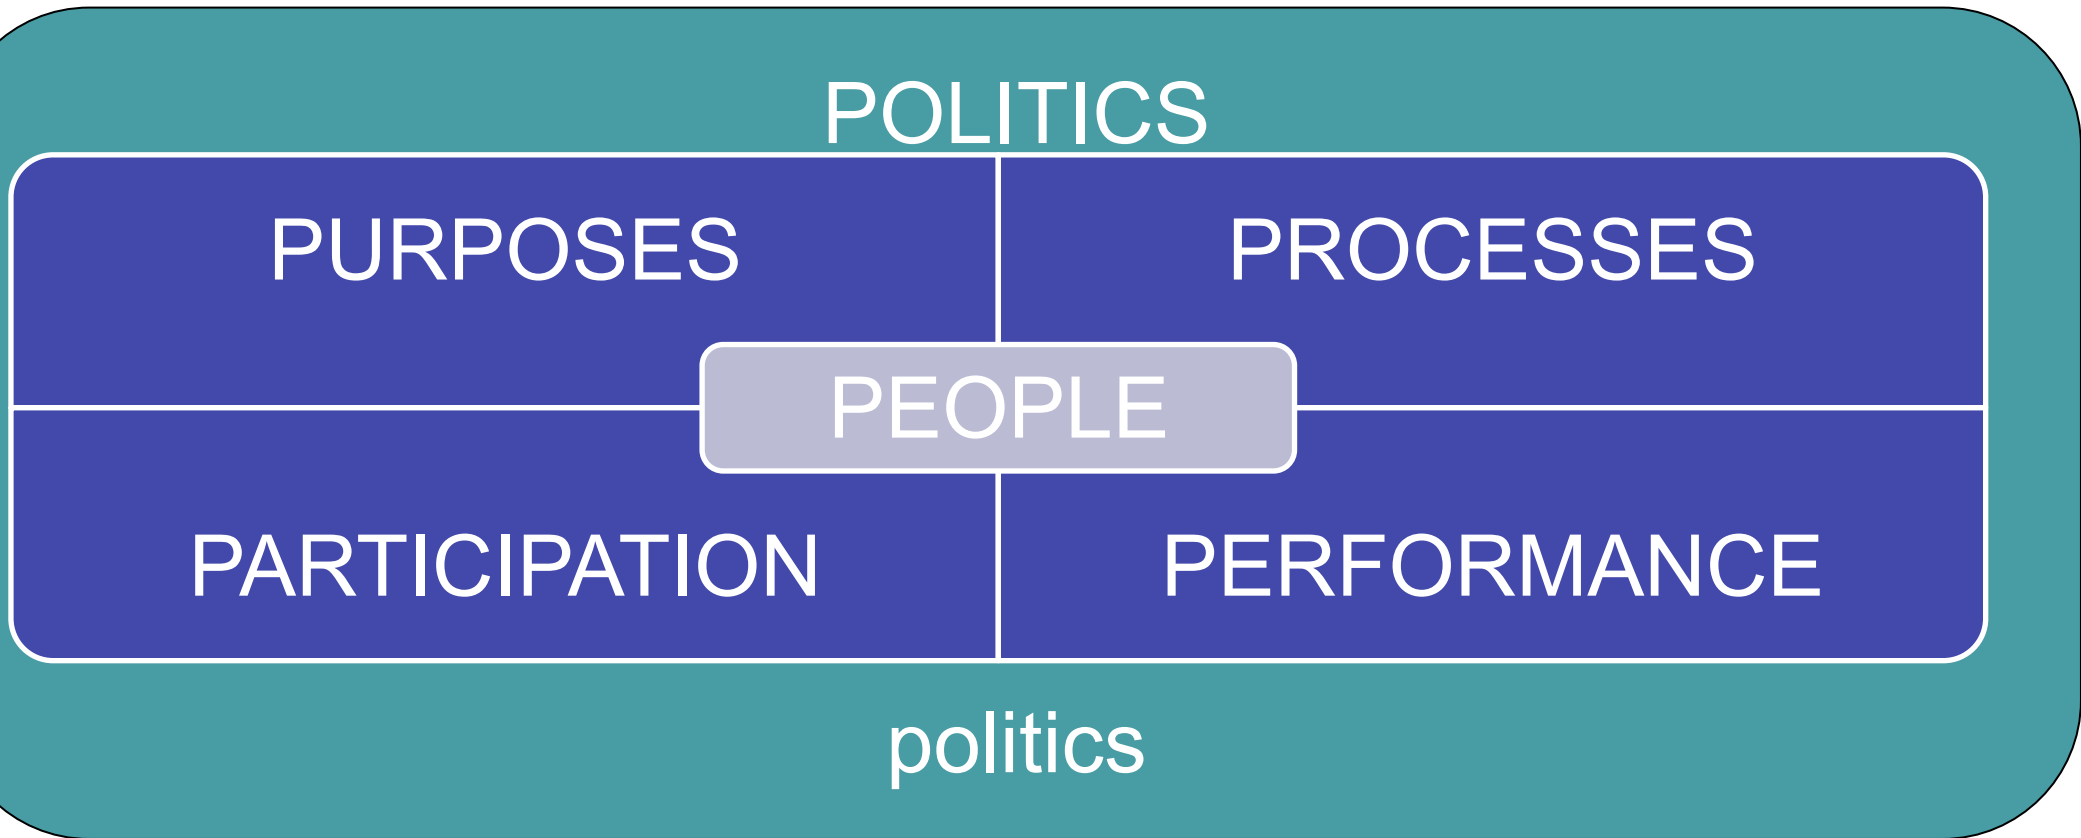 POLITICS
PURPOSES
PROCESSES
PEOPLE
PARTICIPATION
PERFORMANCE
politics